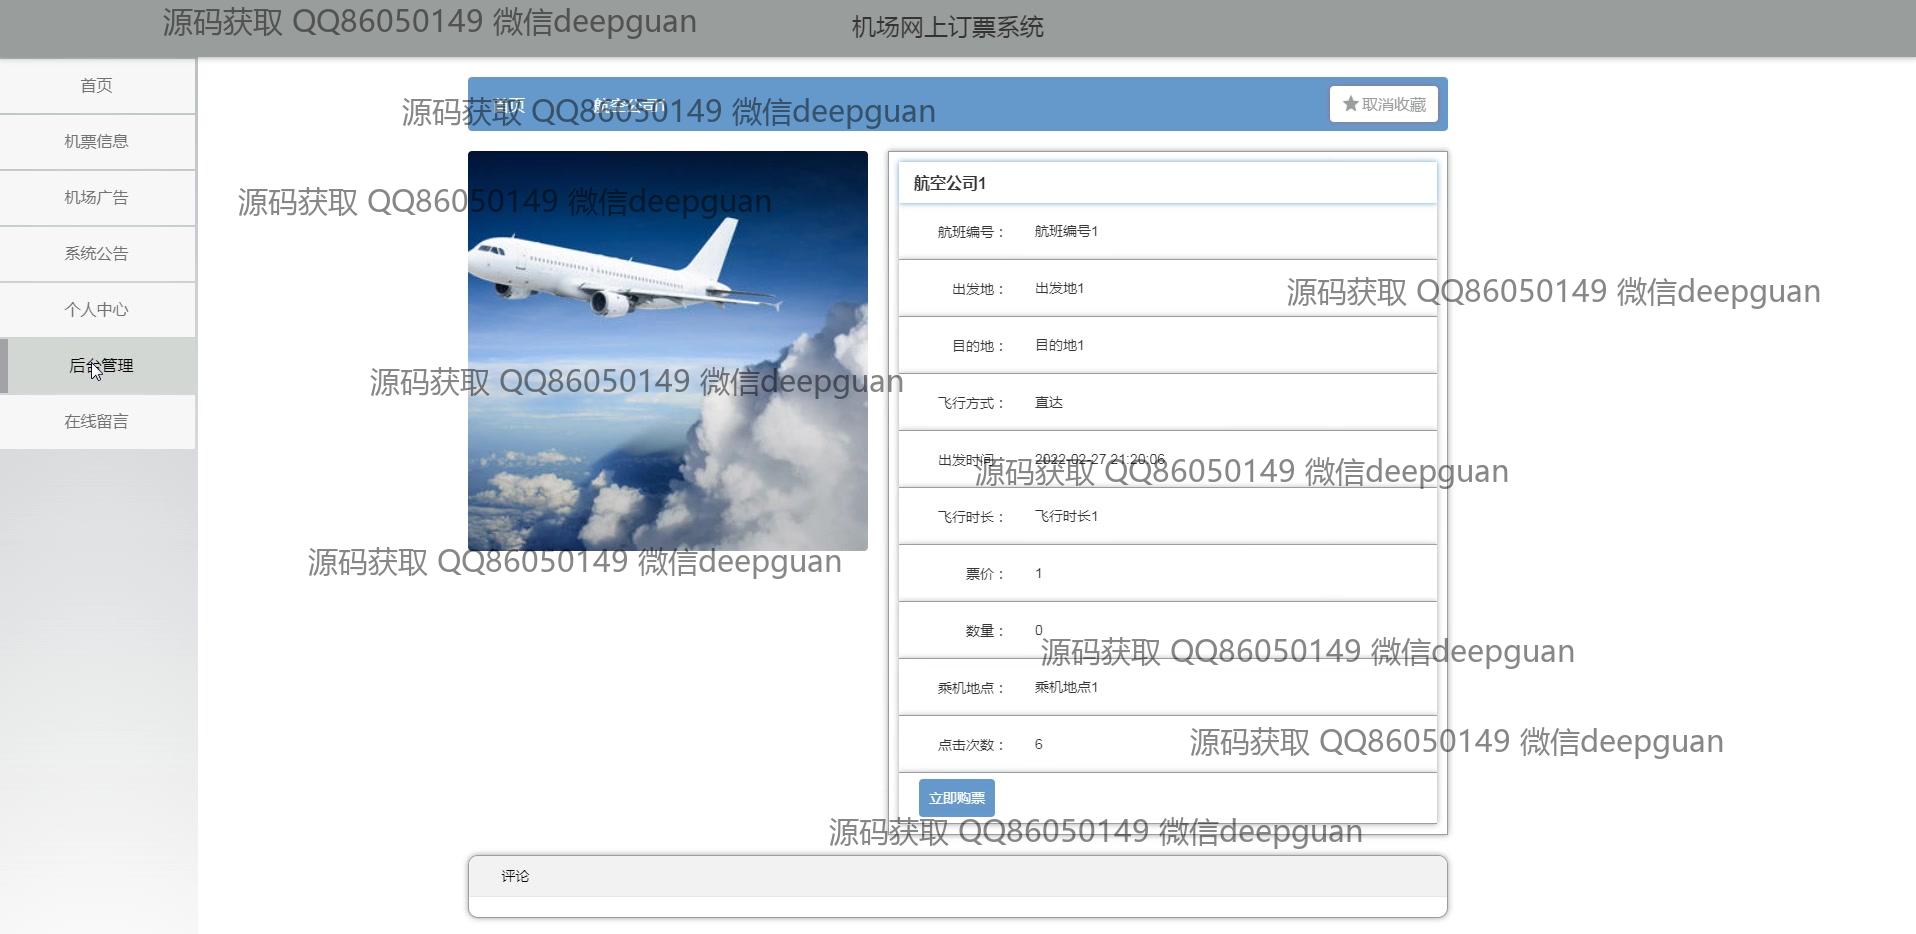 源码获取 QQ86050149 微信deepguan
机场网上订票系统
首页
机票信息
机场广告
系统公告
个人中心
后台管理
在线留言
首页
航空公司1
源码获取 QQ86050149 微信deepguan
取消收藏
源码获取 QQ86050149 微信deepguan
航空公司1
航班编号： 航班编号1
出发地： 出发地1
源码获取 QQ86050149 微信deepguan
目的地： 目的地1
源码获取 QQ86050149 微信deepguan
飞行方式： 直达
出发时间： 2022-02-27 21:20:06
源码获取 QQ86050149 微信deepguan
飞行时长： 飞行时长1
源码获取 QQ86050149 微信deepguan
票价： 1
数量： 0
源码获取 QQ86050149 微信deepguan
乘机地点： 乘机地点1
点击次数： 6
源码获取 QQ86050149 微信deepguan
立即购票
源码获取 QQ86050149 微信deepguan
评论